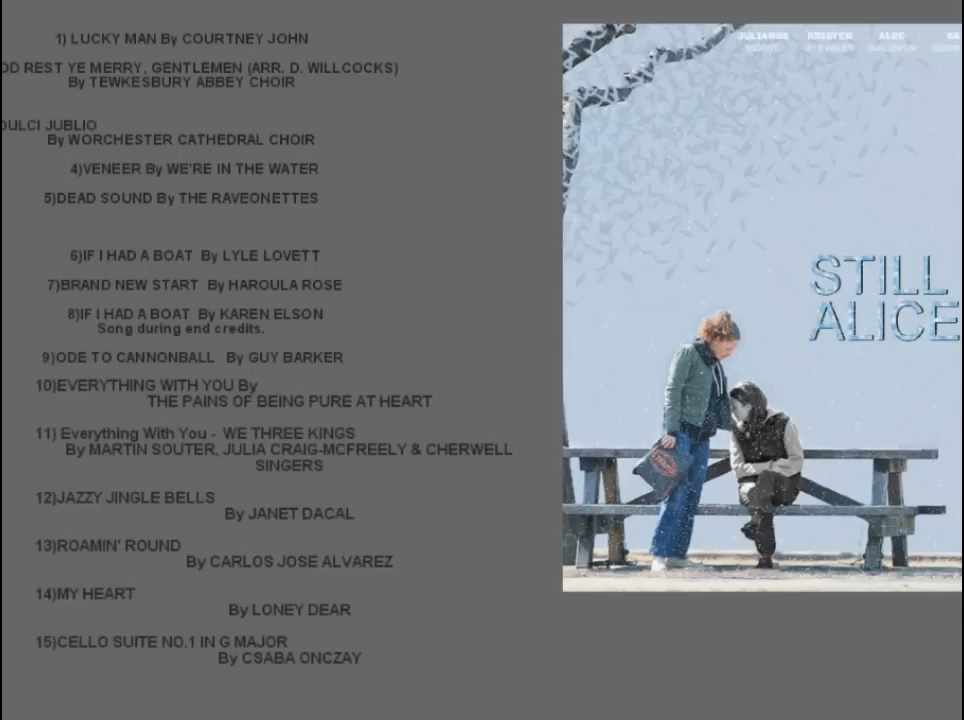 1) LUCKY MAN By COURTNEY JOHN
OD REST YE MERRY, GENTLEMEN (ARR. D. WILLCOCKS)
By TEWKESBURY ABBEY CHOIR
DULCI JUBLIO
By WORCHESTER CATHEDRAL CHOIR
4)VENEER By WE'RE IN THE WATER
5)DEAD SOUND By THE RAVEONETTES
6)IF I HAD A BOAT By LYLE LOVETT
7)BRAND NEW START By HAROULA ROSE
8)IF I HAD A BOAT By KAREN ELSON
Song during end credits.
9)ODE TO CANNONBALL By GUY BARKER
10)EVERYTHING WITH YOU By
THE PAINS OF BEING PURE AT HEART
11) Everything With You - WE THREE KINGS
By MARTIN SOUTER, JULIA CRAIG-MCFREELY & CHERWELL
SINGERS
12)JAZZY JINGLE BELLS
By JANET DACAL
13)ROAMIN' ROUND
By CARLOS JOSE ALVAREZ
14)MY HEART
By LONEY DEAR
15)CELLO SUITE NO.1 IN G MAJOR
By CSABA ONCZAY
JULIANNE KRISTEN ALEC KA
STILL
ALICE